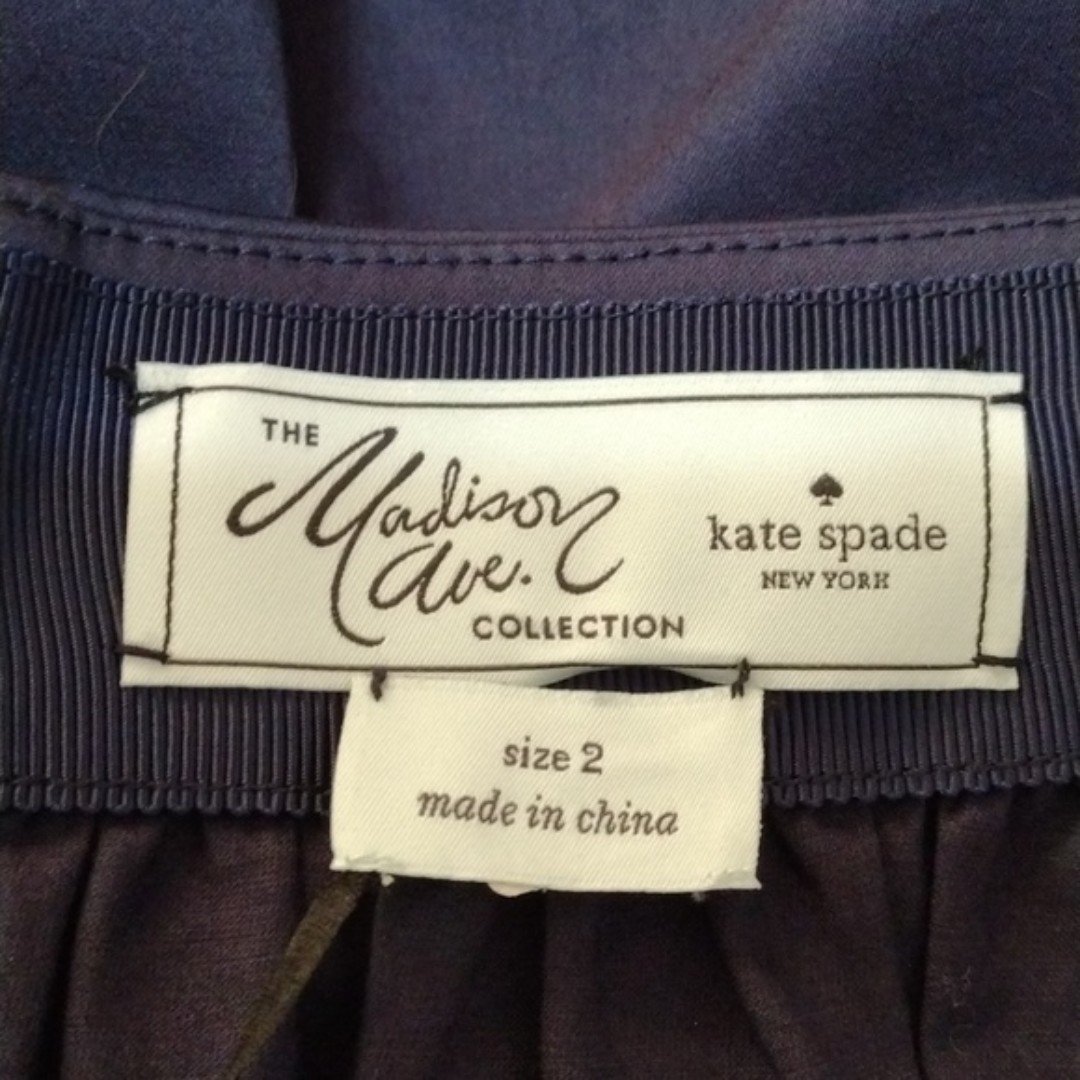 THE
Madison
Ave.
COLLECTION
kate spade
NEW YORK
size 2
made in china